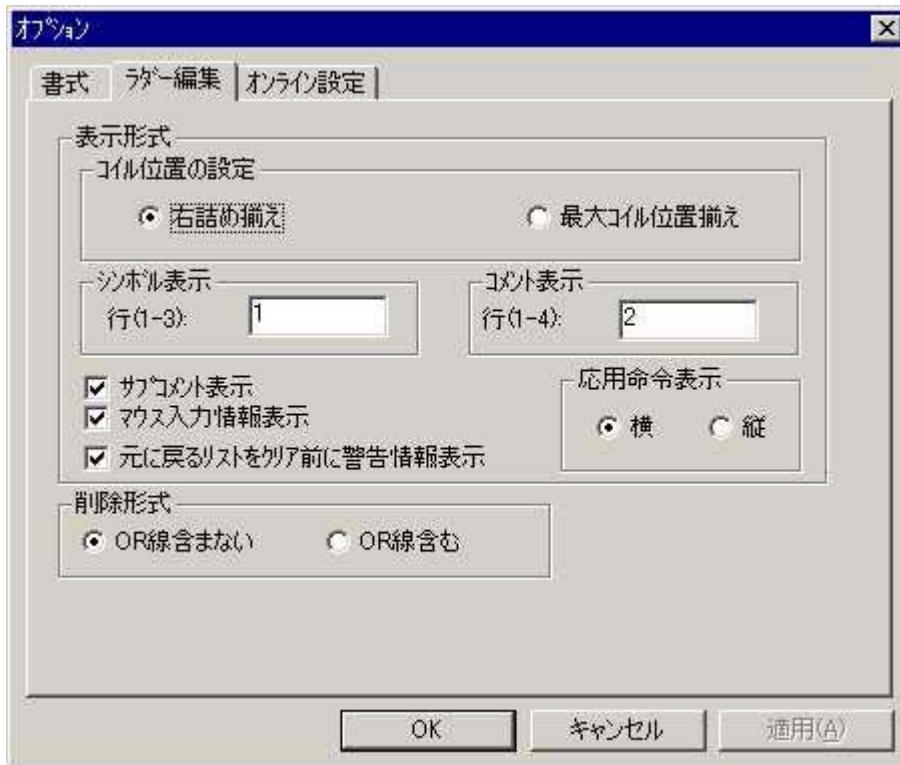 オプション
書式 ラダー編集 オンライン設定
表示形式
コイル位置の設定
右詰め揃え 最大コイル位置揃え
シンボル表示 コメント表示
行(1-3): 1 行(1-4): 2
サブコメント表示 応用命令表示
マウス入力情報表示 横 縦
元に戻るリストをクリア前に警告情報表示
削除形式
OR線含まない OR線含む
OK キャンセル 適用(A)